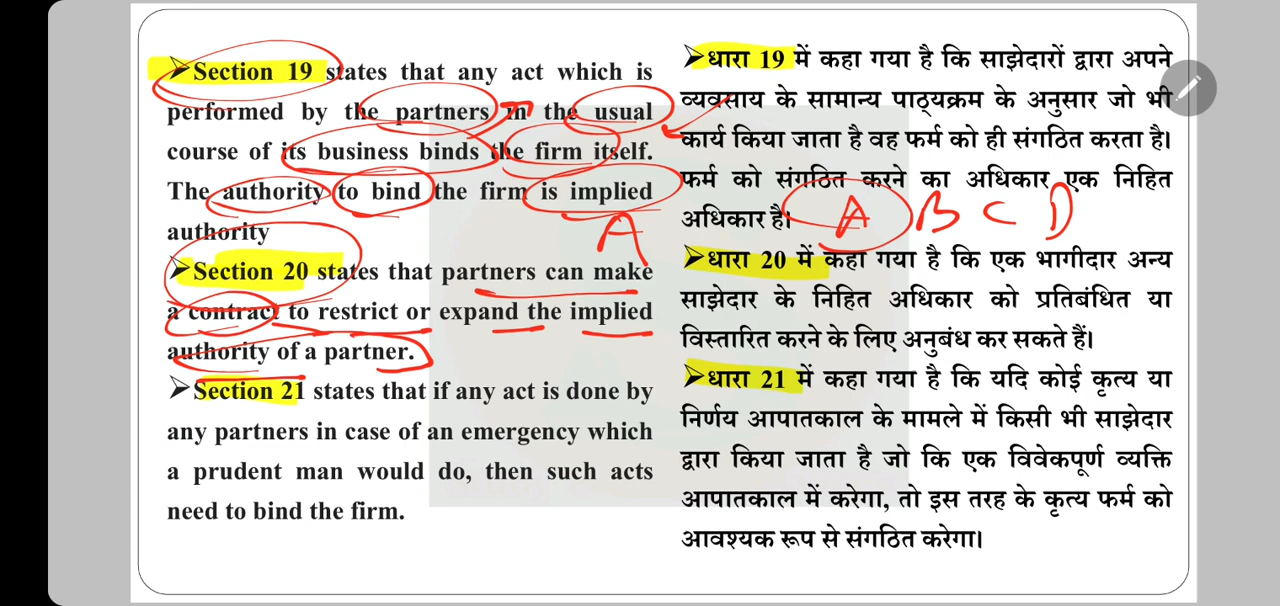 ➤Section 19 states that any act which is
performed by the partners in the usual
course of its business binds the firm itself.
The authority to bind the firm is implied
authority
A
➤Section 20 states that partners can make
a contract to restrict or expand the implied
authority of a partner.
➤Section 21 states that if any act is done by
any partners in case of an emergency which
a prudent man would do, then such acts
need to bind the firm.
➤धारा 19 में कहा गया है कि साझेदारों द्वारा अपने
व्यवसाय के सामान्य पाठ्यक्रम के अनुसार जो भी
कार्य किया जाता है वह फर्म को ही संगठित करता है।
फर्म को संगठित करने का अधिकार एक निहित
अधिकार है।
A B C D
➤धारा 20 में कहा गया है कि एक भागीदार अन्य
साझेदार के निहित अधिकार को प्रतिबंधित या
विस्तारित करने के लिए अनुबंध कर सकते हैं।
➤धारा 21 में कहा गया है कि यदि कोई कृत्य या
निर्णय आपातकाल के मामले में किसी भी साझेदार
द्वारा किया जाता है जो कि एक विवेकपूर्ण व्यक्ति
आपातकाल में करेगा, तो इस तरह के कृत्य फर्म को
आवश्यक रूप से संगठित करेगा।